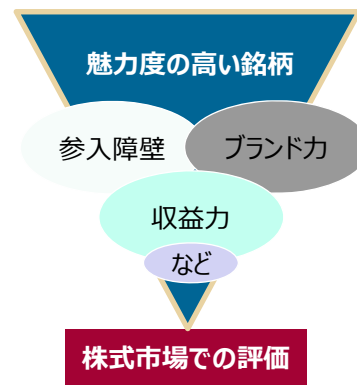 魅力度の高い銘柄
参入障壁
ブランド力
収益力
など
株式市場での評価